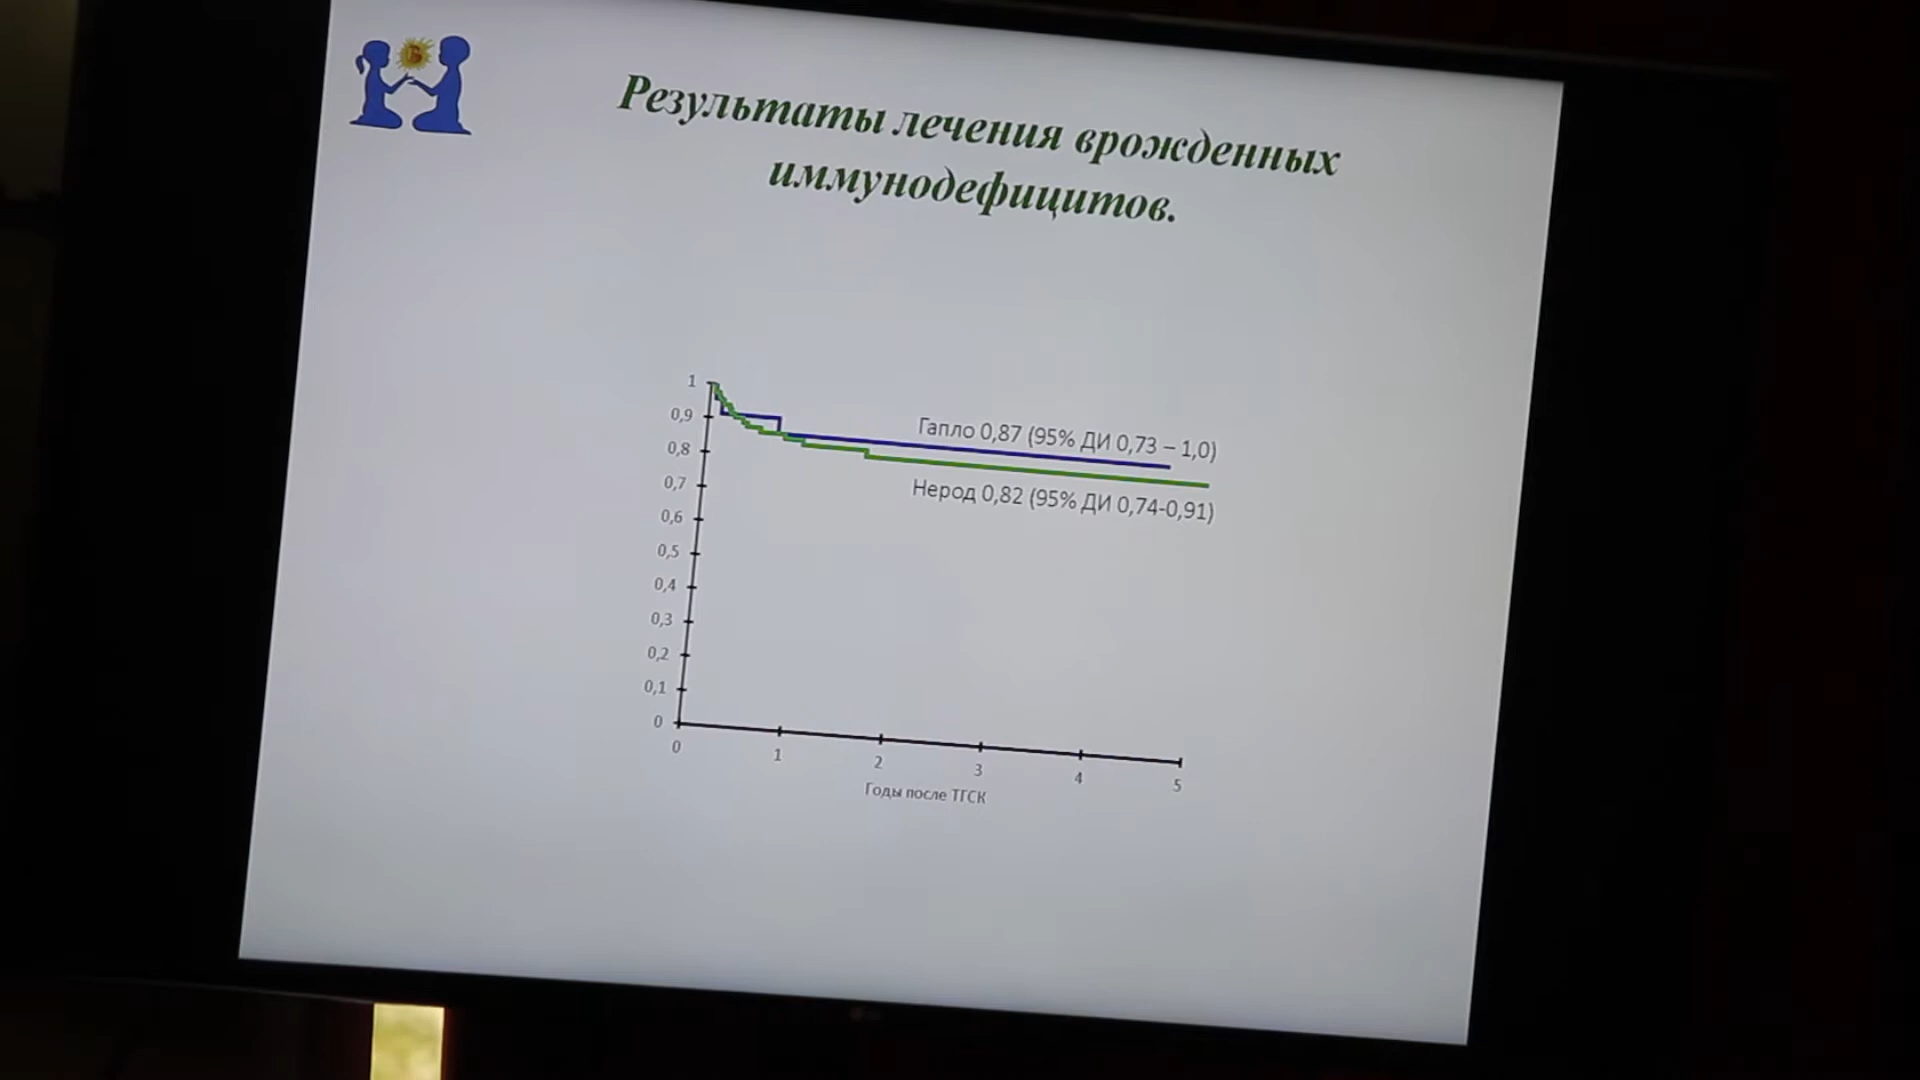 Результаты лечения врожденных
иммунодефицитов.
1
0,9
0,8
0,7
0,6
0,5
0,4
0,3
0,2
0,1
0
Гапло 0,87 (95% ДИ 0,73 – 1,0)
Нерод 0,82 (95% ДИ 0,74-0,91)
0 1 2 3 4 5
Годы после ТГСК